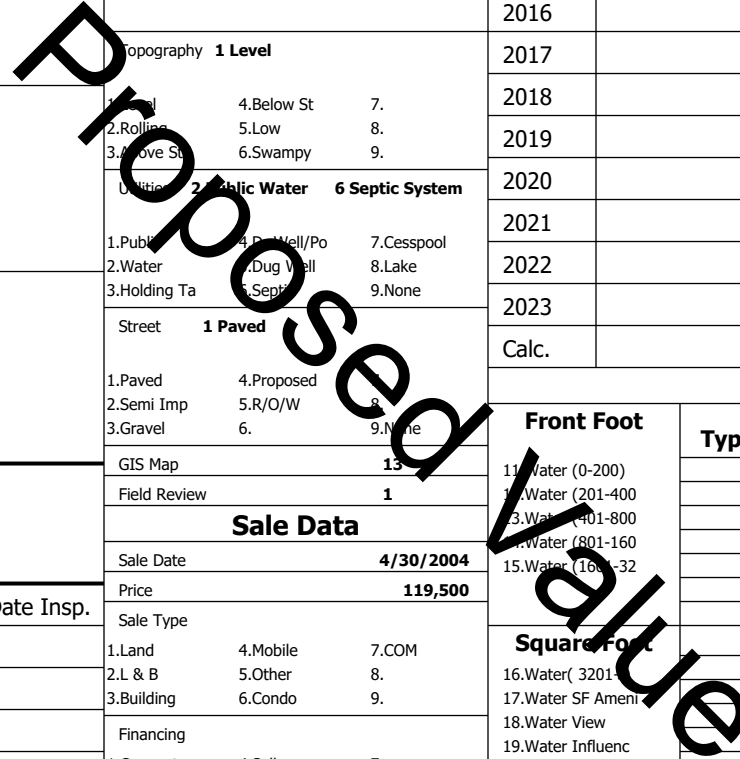 Topography 1 Level
4.Below St 7.
2.Rolling 5.Low 8.
3.Above St 6.Swampy 9.
Utilities 2 Public Water 6 Septic System
4.Dr Well/Po 7.Cesspool
2.Water 5.Dug Well 8.Lake
3.Holding Ta 6.Septic 9.None
Street 1 Paved
1.Paved 4.Proposed
2.Semi Imp 5.R/O/W 8.
3.Gravel 6. 9.None
GIS Map 13
Field Review 1
Sale Data
Sale Date 4/30/2004
Price 119,500
Sale Type
1.Land 4.Mobile 7.COM
2.L & B 5.Other 8.
3.Building 6.Condo 9.
Financing
Date Insp.
2016
2017
2018
2019
2020
2021
2022
2023
Calc.
Front Foot
Typ
11.Water (0-200)
12.Water (201-400
13.Water (401-800
14.Water (801-160
15.Water (1601-32
Square Foot
16.Water( 3201-
17.Water SF Ameni
18.Water View
19.Water Influenc
Proposed Value